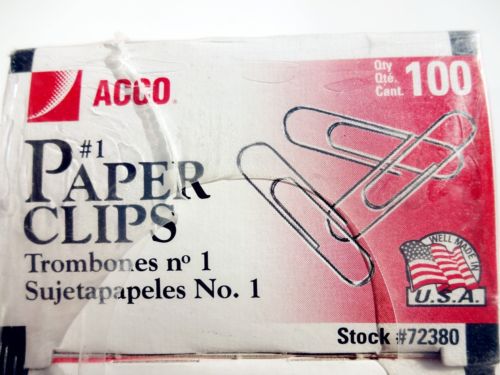 ACCO
Qty
Qté.
Cant.
100
#1
PAPER
CLIPS
Trombones nº 1
Sujetapapeles No. 1
WELL MADE IN
U.S.A.
Stock #72380